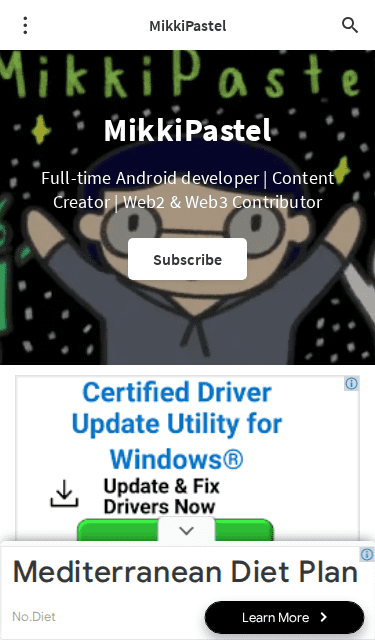 MikkiPastel
MikkiPaste
MikkiPastel
Full-time Android developer | Content
Creator | Web2 & Web3 Contributor
Subscribe
Certified Driver
Update Utility for
Windows®
Update & Fix
Drivers Now
Mediterranean Diet Plan
No.Diet
Learn More